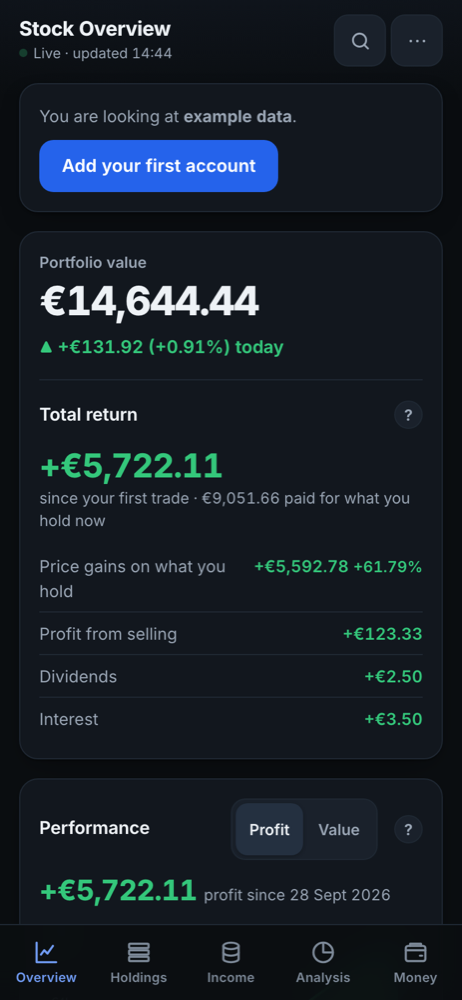 Stock Overview
Live · updated 14:44
You are looking at example data.
Add your first account
Portfolio value
€14,644.44
▲ +€131.92 (+0.91%) today
Total return
?
+€5,722.11
since your first trade · €9,051.66 paid for what you
hold now
Price gains on what you
hold
+€5,592.78 +61.79%
Profit from selling
+€123.33
Dividends
+€2.50
Interest
+€3.50
Performance
Profit
Value
?
+€5,722.11 profit since 28 Sept 2026
Overview
Holdings
Income
Analysis
Money